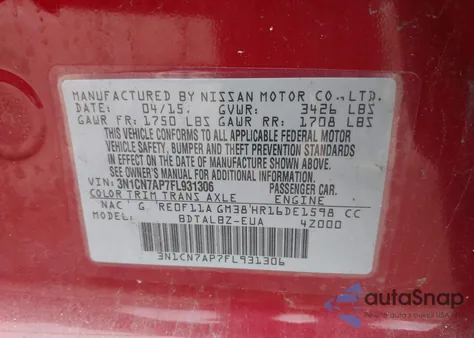 MANUFACTURED BY NISSAN MOTOR CO., LTD.
DATE: 04/15 GVWR: 3426 LBS
GAWR FR: 1750 LBS GAWR RR: 1708 LBS
THIS VEHICLE CONFORMS TO ALL APPLICABLE FEDERAL MOTOR
VEHICLE SAFETY, BUMPER AND THEFT PREVENTION STANDARDS
IN EFFECT ON THE DATE OF MANUFACTURE SHOWN ABOVE.
SEE OWNER'S MANUAL FOR ADDITIONAL INFORMATION
VIN: 3N1CN7AP7FL931306 PASSENGER CAR.
COLOR TRIM TRANS AXLE ENGINE
NAC G RE0F11A GM38 HR16DE1598 CC
MODEL: BDTALBZ-EUA 42000
3N1CN7AP7FL931306
autoSnap